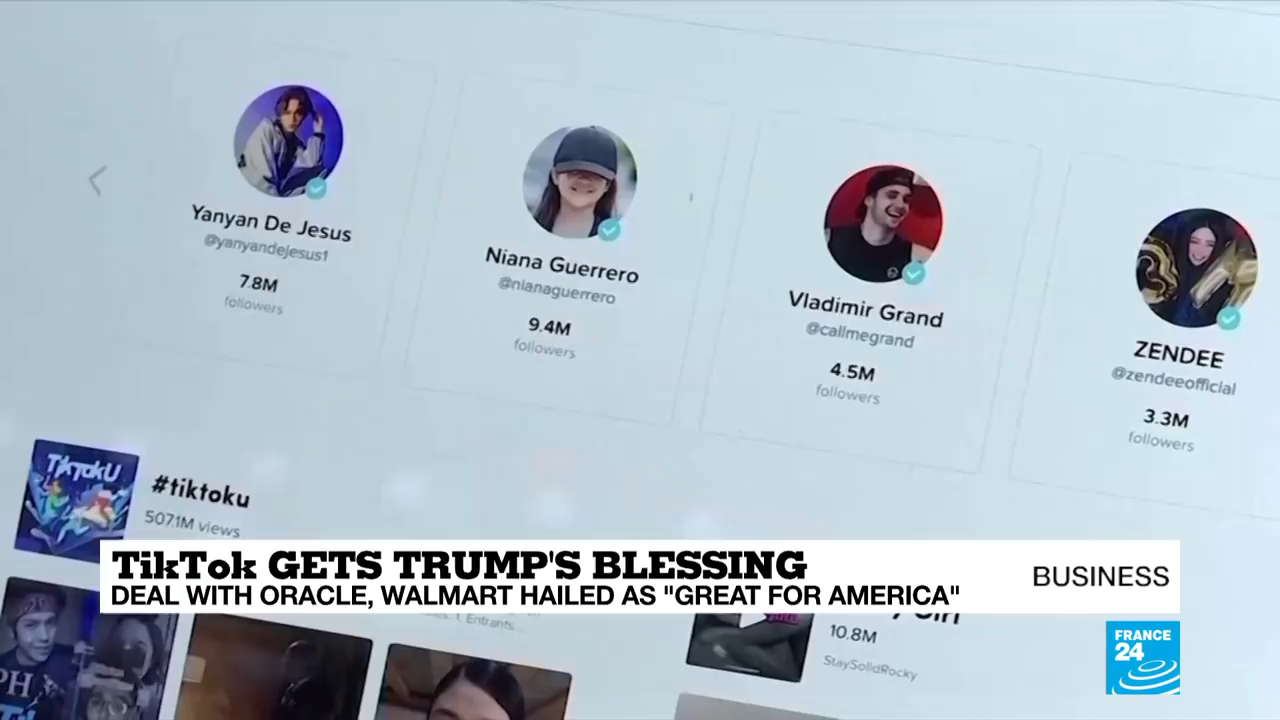 Yanyan De Jesus
@yanyandejesus1
7.8M
followers
Niana Guerrero
@nianaguerrero
9.4M
followers
Vladimir Grand
@callmegrand
4.5M
followers
ZENDEE
@zendeeofficial
3.3M
followers
TikTokU
#tiktoku
507.1M views
TikTok GETS TRUMP'S BLESSING
DEAL WITH ORACLE, WALMART HAILED AS "GREAT FOR AMERICA"
BUSINESS
Entrants...
10.8M
StaySolidRocky
FRANCE
24